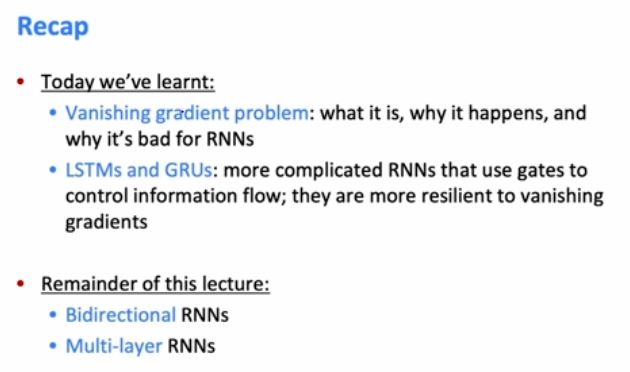 Recap
• Today we've learnt:
• Vanishing gradient problem: what it is, why it happens, and
why it's bad for RNNs
• LSTMs and GRUs: more complicated RNNs that use gates to
control information flow; they are more resilient to vanishing
gradients
• Remainder of this lecture:
• Bidirectional RNNs
• Multi-layer RNNs